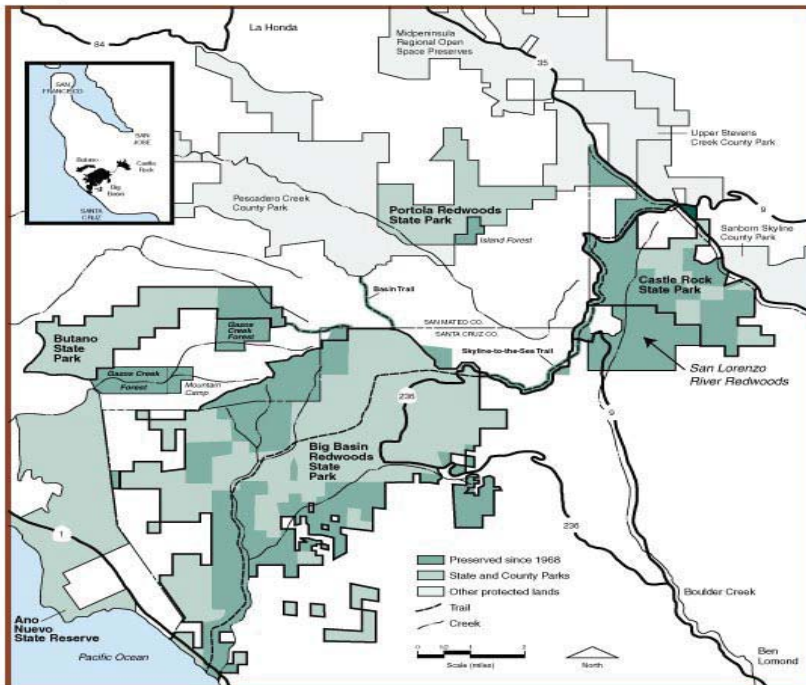 La Honda
84
Midpeninsula
Regional Open
Space Preserves
35
SAN
FRANCISCO
SAN
JOSE
Butano
Castle
Rock
Big
Basin
SANTA
CRUZ
Upper Stevens
Creek County Park
Pescadero Creek
County Park
Portola Redwoods
State Park
Island Forest
9
Sanborn Skyline
County Park
Castle Rock
State Park
Basin Trail
SAN MATEO CO.
SANTA CRUZ CO.
Butano
State
Park
Gazos
Creek
Forest
Skyline-to-the-Sea Trail
San Lorenzo
River Redwoods
Gazos Creek
Forest
Mountain
Camp
236
9
Big Basin
Redwoods
State
Park
236
1
Preserved since 1968
State and County Parks
Other protected lands
Trail
Creek
Boulder Creek
Ano
Nuevo
State Reserve
Pacific Ocean
Scale (miles)
North
Ben
Lomond